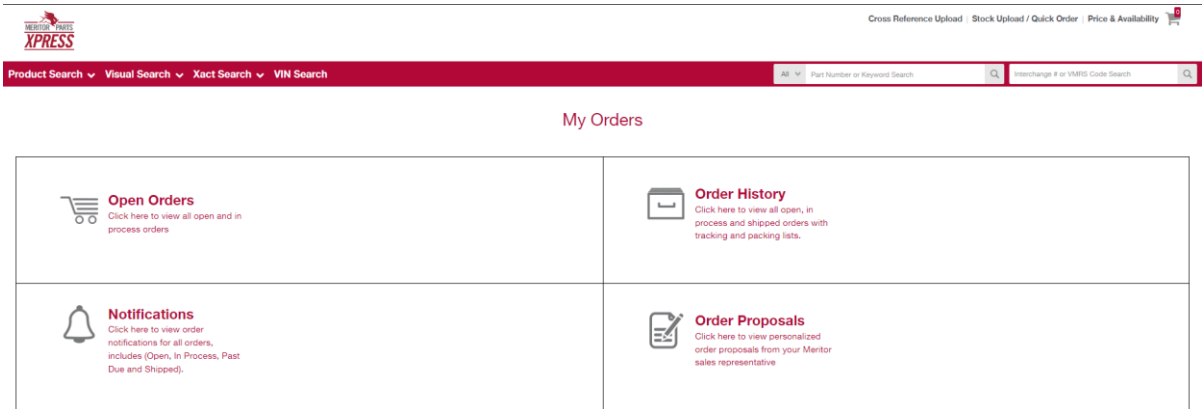 MERITOR PARTS
XPRESS
Cross Reference Upload | Stock Upload / Quick Order | Price & Availability
0
Product Search Visual Search Xact Search VIN Search
All Part Number or Keyword Search
Interchange # or VMRS Code Search
My Orders
Open Orders
Click here to view all open and in
process orders
Order History
Click here to view all open, in
process and shipped orders with
tracking and packing lists.
Notifications
Click here to view order
notifications for all orders,
includes (Open, In Process, Past
Due and Shipped).
Order Proposals
Click here to view personalized
order proposals from your Meritor
sales representative